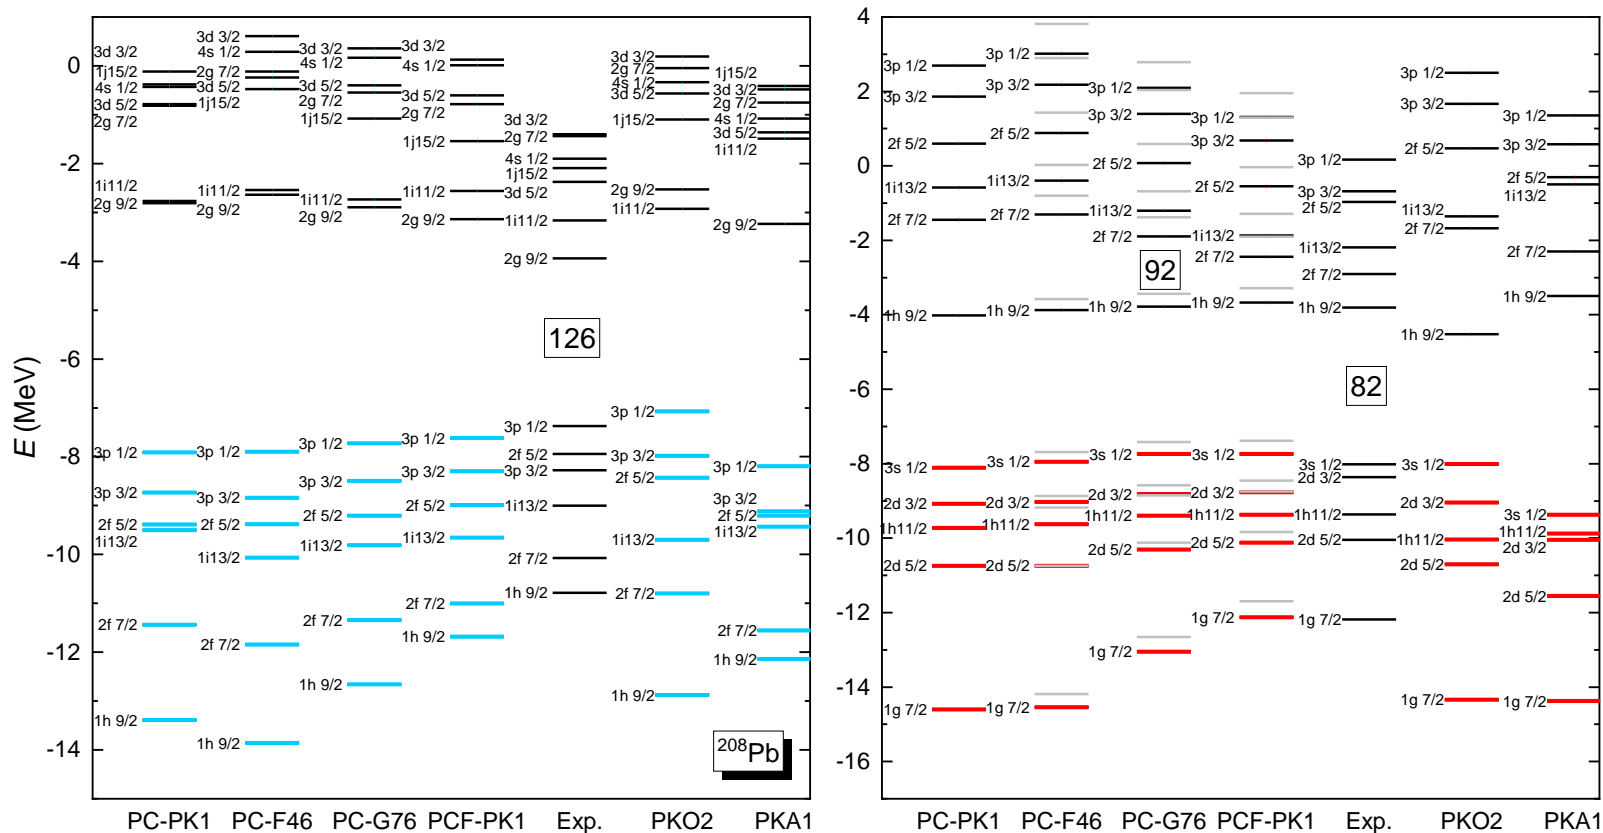 E (MeV)
0
-2
-4
-6
-8
-10
-12
-14
3d 3/2
1j15/2
4s 1/2
3d 5/2
2g 7/2
1i11/2
2g 9/2
3p 1/2
3p 3/2
2f 5/2
1i13/2
2f 7/2
1h 9/2
3d 3/2
4s 1/2
2g 7/2
3d 5/2
1j15/2
1i11/2
2g 9/2
3p 1/2
3p 3/2
2f 5/2
1i13/2
2f 7/2
1h 9/2
3d 3/2
4s 1/2
3d 5/2
2g 7/2
1j15/2
1i11/2
2g 9/2
3p 1/2
3p 3/2
2f 5/2
1i13/2
2f 7/2
1h 9/2
3d 3/2
4s 1/2
3d 5/2
2g 7/2
1j15/2
1i11/2
2g 9/2
3p 1/2
3p 3/2
2f 5/2
1i13/2
2f 7/2
1h 9/2
3d 3/2
2g 7/2
4s 1/2
1j15/2
3d 5/2
1i11/2
2g 9/2
126
3p 1/2
2f 5/2
3p 3/2
1i13/2
2f 7/2
1h 9/2
3d 3/2
2g 7/2
4s 1/2
3d 5/2
1j15/2
2g 9/2
1i11/2
3p 1/2
3p 3/2
2f 5/2
1i13/2
2f 7/2
1h 9/2
1j15/2
3d 3/2
2g 7/2
4s 1/2
3d 5/2
1i11/2
2g 9/2
3p 1/2
3p 3/2
2f 5/2
1i13/2
2f 7/2
1h 9/2
²⁰⁸Pb
PC-PK1 PC-F46 PC-G76 PCF-PK1 Exp. PKO2 PKA1
4
2
0
-2
-4
-6
-8
-10
-12
-14
-16
3p 1/2
3p 3/2
2f 5/2
1i13/2
2f 7/2
1h 9/2
3s 1/2
2d 3/2
1h11/2
2d 5/2
1g 7/2
3p 1/2
3p 3/2
2f 5/2
1i13/2
2f 7/2
1h 9/2
3s 1/2
2d 3/2
1h11/2
2d 5/2
1g 7/2
3p 1/2
3p 3/2
2f 5/2
1i13/2
2f 7/2
92
1h 9/2
3s 1/2
2d 3/2
1h11/2
2d 5/2
1g 7/2
3p 1/2
3p 3/2
2f 5/2
1i13/2
2f 7/2
1h 9/2
3s 1/2
2d 3/2
1h11/2
2d 5/2
1g 7/2
3p 1/2
3p 3/2
2f 5/2
1i13/2
2f 7/2
1h 9/2
82
3s 1/2
2d 3/2
1h11/2
2d 5/2
1g 7/2
3p 1/2
3p 3/2
2f 5/2
1i13/2
2f 7/2
1h 9/2
3s 1/2
2d 3/2
1h11/2
2d 5/2
1g 7/2
3p 1/2
3p 3/2
2f 5/2
1i13/2
2f 7/2
1h 9/2
3s 1/2
1h11/2
2d 3/2
2d 5/2
1g 7/2
PC-PK1 PC-F46 PC-G76 PCF-PK1 Exp. PKO2 PKA1